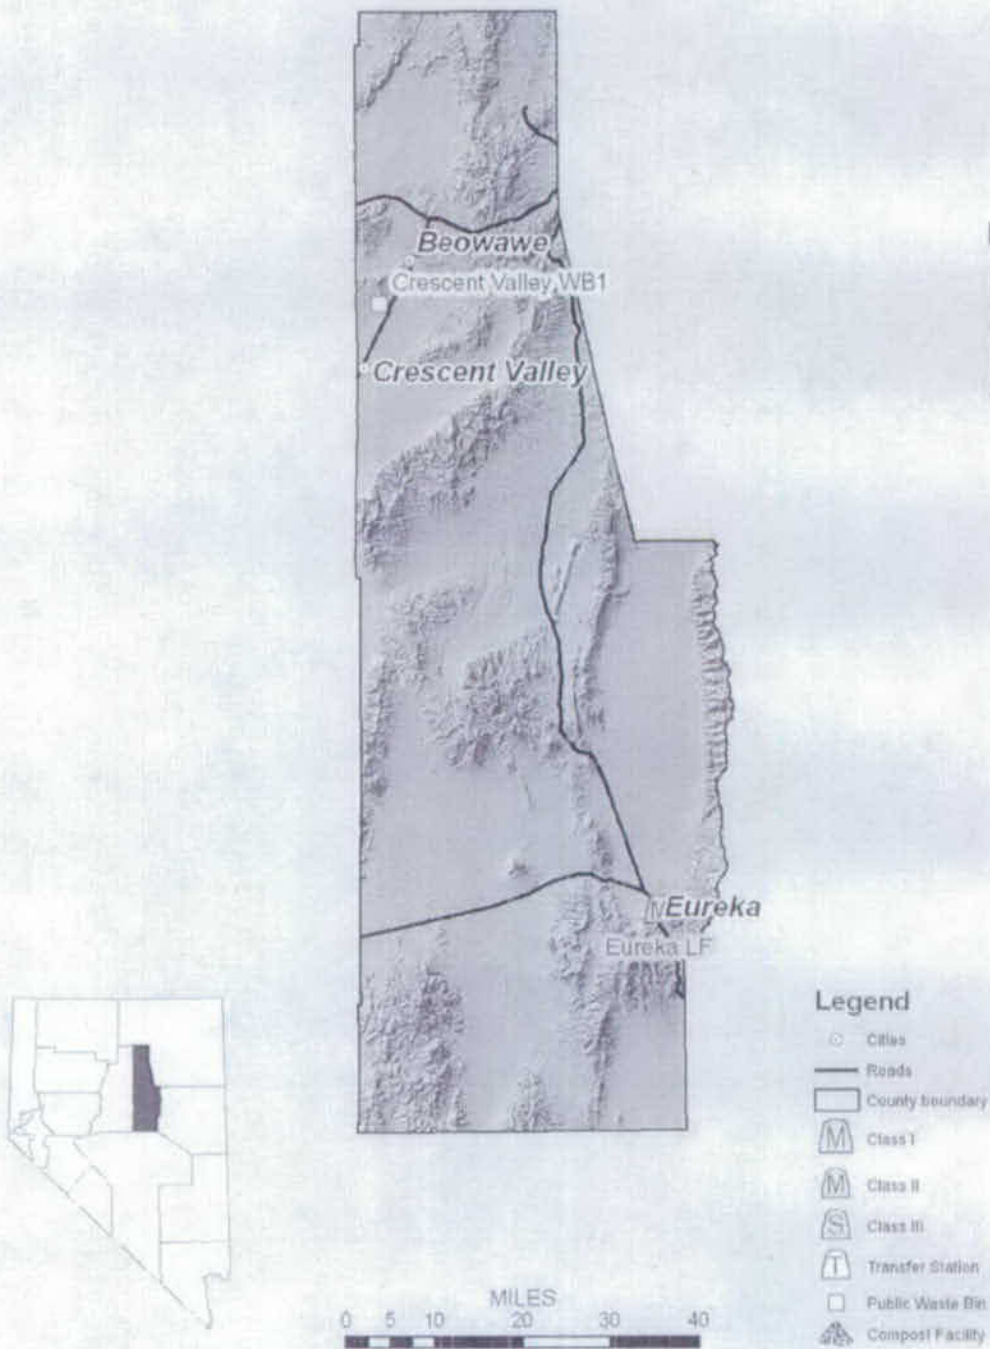 Beowawe
Crescent Valley WB1
Crescent Valley
M Eureka
Eureka LF
Legend
Cities
Roads
County boundary
M Class I
M Class II
S Class III
T Transfer Station
Public Waste Bin
Compost Facility
MILES
0 5 10 20 30 40